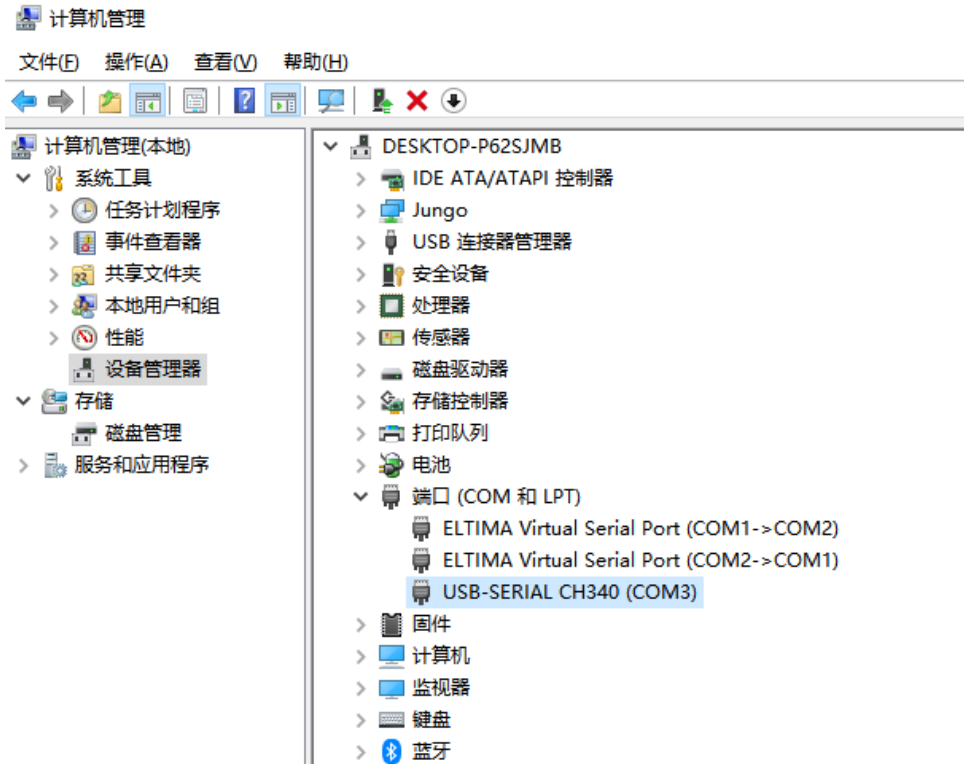 计算机管理
文件(F) 操作(A) 查看(V) 帮助(H)
计算机管理(本地)
系统工具
任务计划程序
事件查看器
共享文件夹
本地用户和组
性能
设备管理器
存储
磁盘管理
服务和应用程序
DESKTOP-P62SJMB
IDE ATA/ATAPI 控制器
Jungo
USB 连接器管理器
安全设备
处理器
传感器
磁盘驱动器
存储控制器
打印队列
电池
端口 (COM 和 LPT)
ELTIMA Virtual Serial Port (COM1->COM2)
ELTIMA Virtual Serial Port (COM2->COM1)
USB-SERIAL CH340 (COM3)
固件
计算机
监视器
键盘
蓝牙